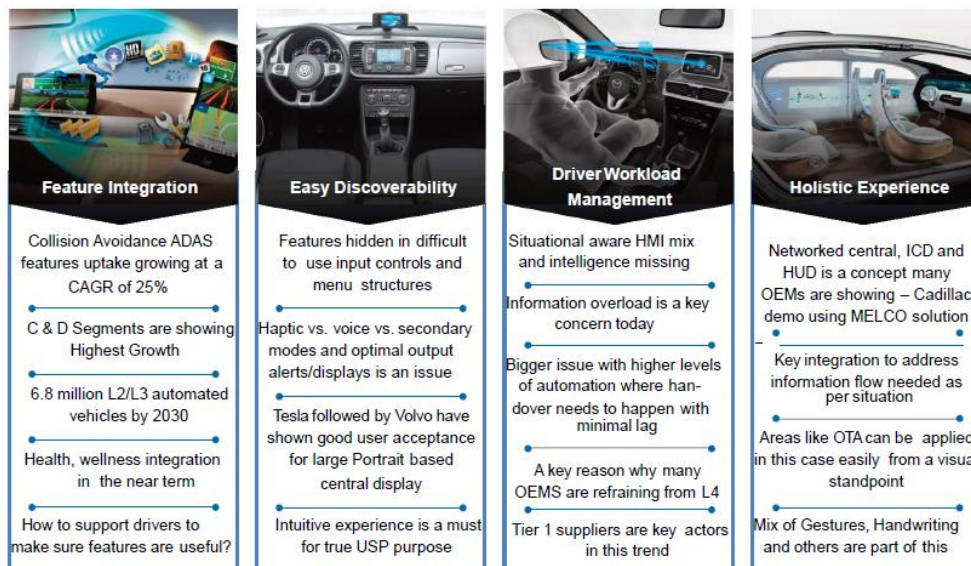 Feature Integration
Collision Avoidance ADAS
features uptake growing at a
CAGR of 25%
C & D Segments are showing
Highest Growth
6.8 million L2/L3 automated
vehicles by 2030
Health, wellness integration
in the near term
How to support drivers to
make sure features are useful?
Easy Discoverability
Features hidden in difficult
to use input controls and
menu structures
Haptic vs. voice vs. secondary
modes and optimal output
alerts/displays is an issue
Tesla followed by Volvo have
shown good user acceptance
for large Portrait based
central display
Intuitive experience is a must
for true USP purpose
Driver Workload
Management
Situational aware HMI mix
and intelligence missing
Information overload is a key
concern today
Bigger issue with higher levels
of automation where han-
dover needs to happen with
minimal lag
A key reason why many
OEMS are refraining from L4
Tier 1 suppliers are key actors
in this trend
Holistic Experience
Networked central, ICD and
HUD is a concept many
OEMs are showing – Cadillac
demo using MELCO solution
Key integration to address
information flow needed as
per situation
Areas like OTA can be applied
in this case easily from a visual
standpoint
Mix of Gestures, Handwriting
and others are part of this